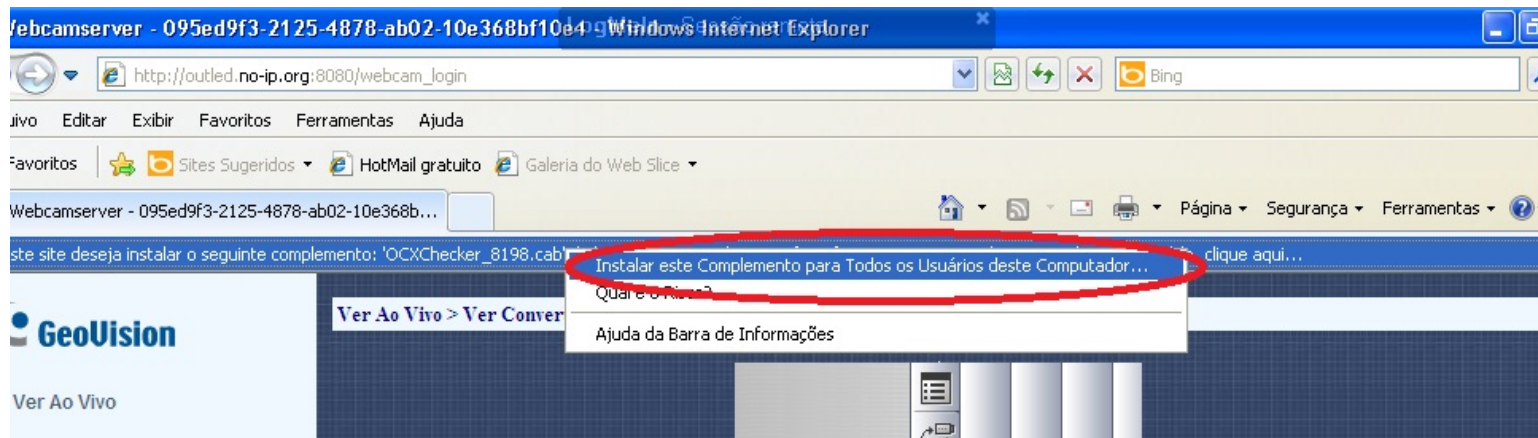 Webcamserver - 095ed9f3-2125-4878-ab02-10e368bf10e4 - Windows Internet Explorer
http://outled.no-ip.org:8080/webcam_login
Bing
uivo Editar Exibir Favoritos Ferramentas Ajuda
Favoritos Sites Sugeridos HotMail gratuito Galeria do Web Slice
Webcamserver - 095ed9f3-2125-4878-ab02-10e368b...
Página Segurança Ferramentas
ste site deseja instalar o seguinte complemento: 'OCXChecker_8198.cab' clique aqui...
Instalar este Complemento para Todos os Usuários deste Computador...
Qual é o Risco?
Ajuda da Barra de Informações
GeoVision
Ver Ao Vivo > Ver Conver
Ver Ao Vivo